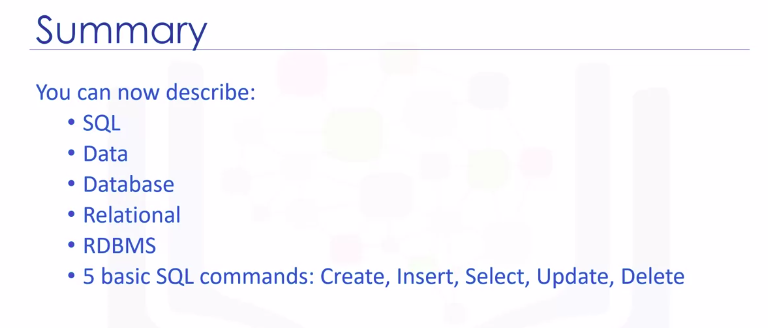 Summary
You can now describe:
• SQL
• Data
• Database
• Relational
• RDBMS
• 5 basic SQL commands: Create, Insert, Select, Update, Delete